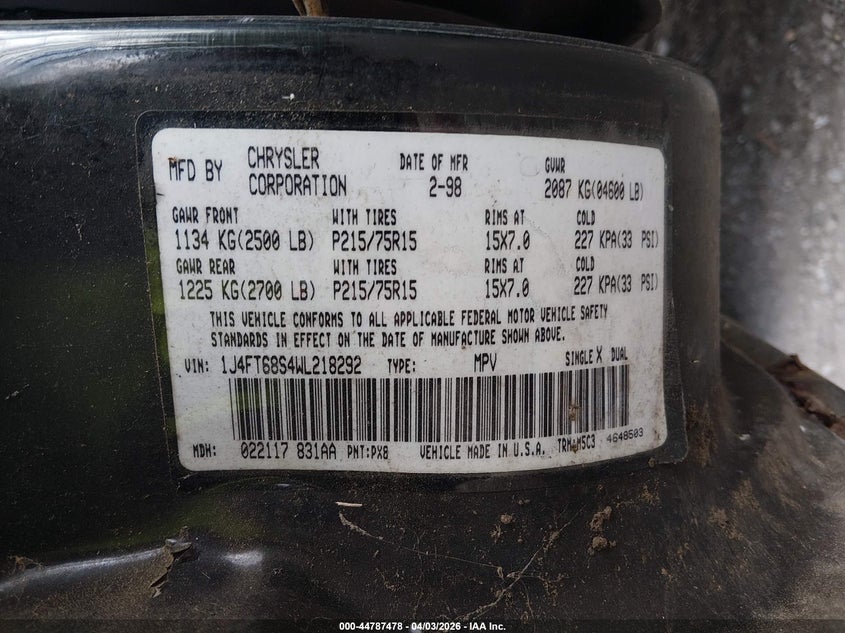 MFD BY CHRYSLER CORPORATION DATE OF MFR 2-98 GVWR 2087 KG(04600 LB)
GAWR FRONT WITH TIRES RIMS AT COLD
1134 KG(2500 LB) P215/75R15 15X7.0 227 KPA(33 PSI)
GAWR REAR WITH TIRES RIMS AT COLD
1225 KG(2700 LB) P215/75R15 15X7.0 227 KPA(33 PSI)
THIS VEHICLE CONFORMS TO ALL APPLICABLE FEDERAL MOTOR VEHICLE SAFETY
STANDARDS IN EFFECT ON THE DATE OF MANUFACTURE SHOWN ABOVE.
VIN: 1J4FT68S4WL218292 TYPE: MPV SINGLE X DUAL
MDH: 022117 831AA PNT:PX8 VEHICLE MADE IN U.S.A. TRM:M5C3 4648503
000-44787478 - 04/03/2026 - IAA Inc.